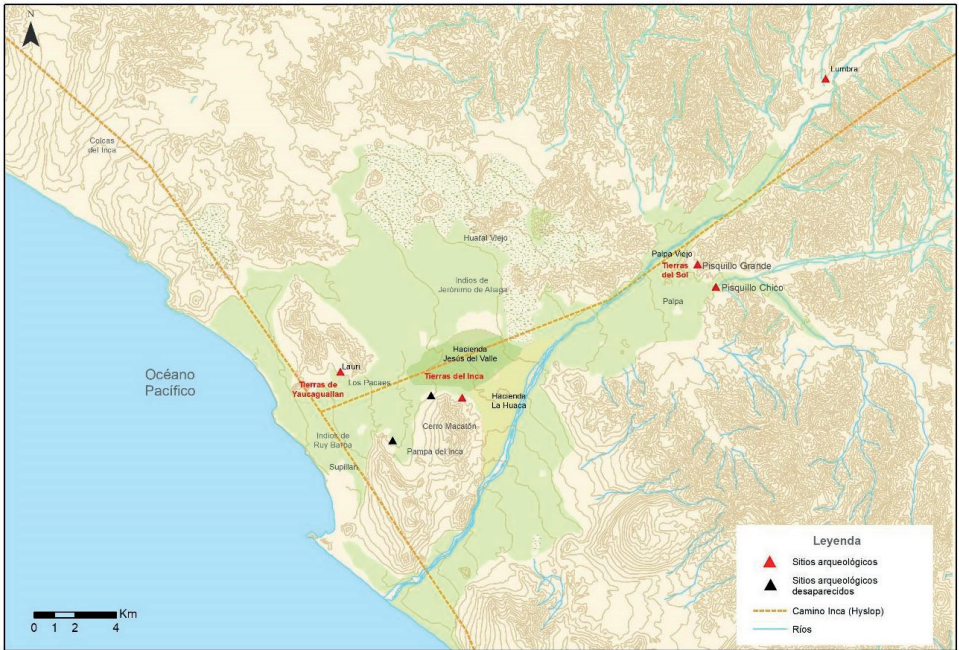 N
Lumbra
Colcas
del Inca
Huaral Viejo
Palpa Viejo
Tierras
del Sol
Pisquillo Grande
Indios de
Jerónimo de Aliaga
Pisquillo Chico
Palpa
Hacienda
Jesús del Valle
Océano
Pacífico
Lauri
Tierras del Inca
Los Pacaes
Tierras de
Yaucaguallan
Hacienda
La Huaca
Cerro Macatón
Indios de
Ruy Barba
Pampa del Inca
Supillan
Leyenda
Sitios arqueológicos
Sitios arqueológicos
desaparecidos
Camino Inca (Hyslop)
Ríos
Km
0 1 2 4